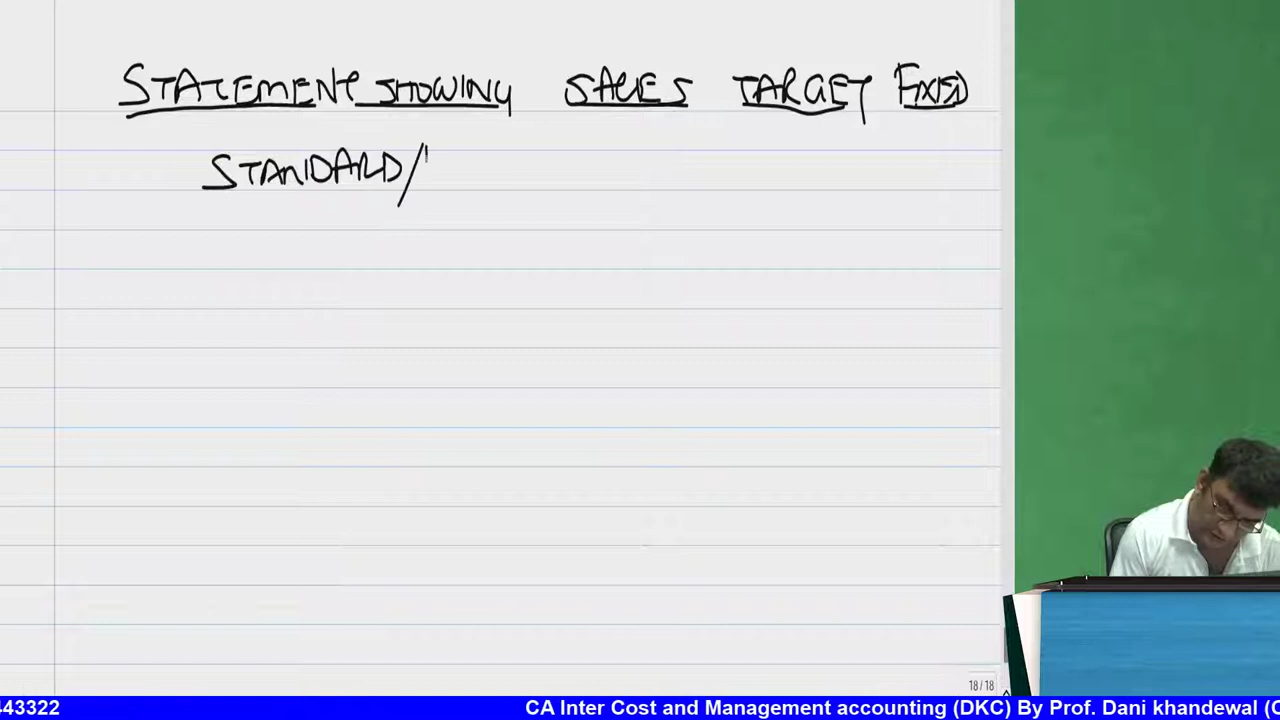 STATEMENT SHOWING SALES TARGET FIXED
STANDARD/
18/18
443322 CA Inter Cost and Management accounting (DKC) By Prof. Dani khandewal (C